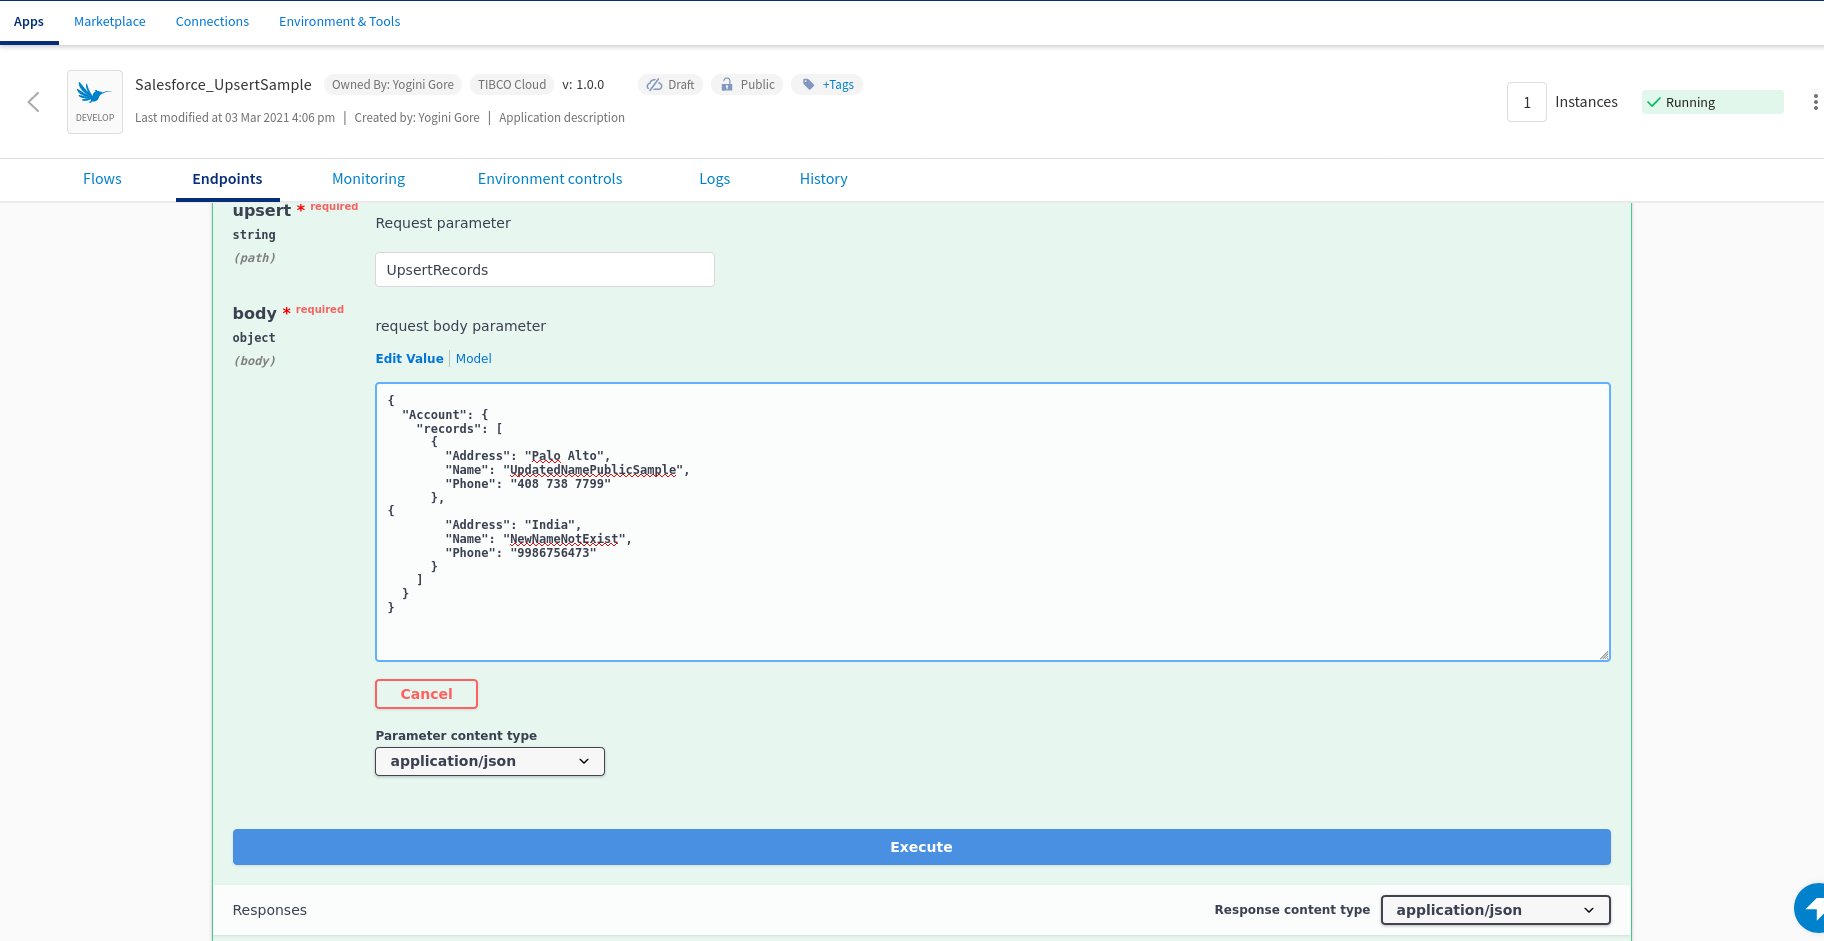 Apps Marketplace Connections Environment & Tools
Salesforce_UpsertSample Owned By: Yogini Gore TIBCO Cloud v: 1.0.0 Draft Public +Tags
DEVELOP
Last modified at 03 Mar 2021 4:06 pm | Created by: Yogini Gore | Application description
1 Instances Running
Flows Endpoints Monitoring Environment controls Logs History
upsert * required
string
(path)
Request parameter
UpsertRecords
body * required
object
(body)
request body parameter
Edit Value | Model
{
  "Account": {
    "records": [
      {
        "Address": "Palo Alto",
        "Name": "UpdatedNamePublicSample",
        "Phone": "408 738 7799"
      },
{
        "Address": "India",
        "Name": "NewNameNotExist",
        "Phone": "9986756473"
      }
    ]
  }
}
Cancel
Parameter content type
application/json
Execute
Responses
Response content type application/json